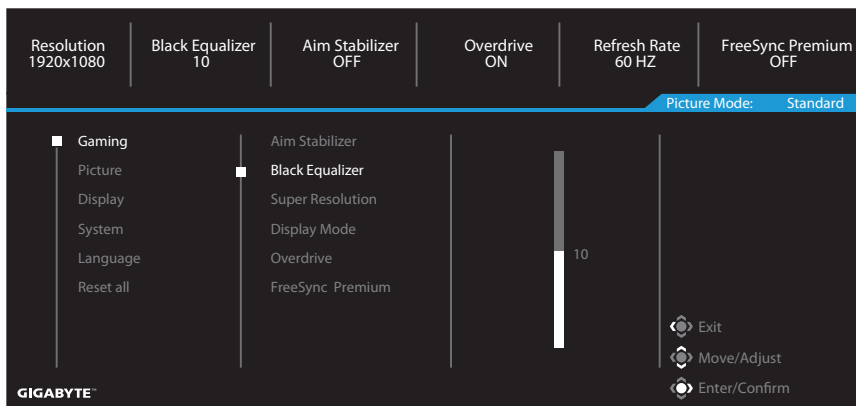 Resolution
1920x1080
Black Equalizer
10
Aim Stabilizer
OFF
Overdrive
ON
Refresh Rate
60 HZ
FreeSync Premium
OFF
Picture Mode: Standard
Gaming
Picture
Display
System
Language
Reset all
Aim Stabilizer
Black Equalizer
Super Resolution
Display Mode
Overdrive
FreeSync Premium
10
Exit
Move/Adjust
Enter/Confirm
GIGABYTE™